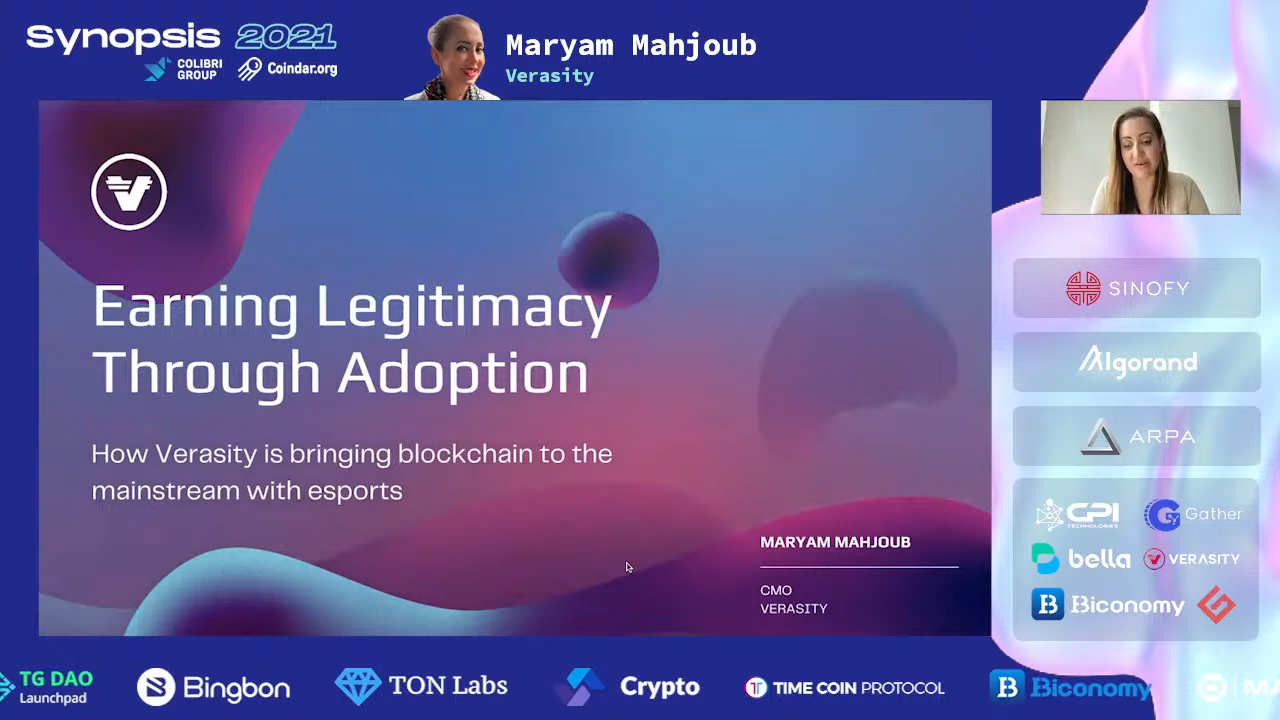 Synopsis 2021
COLIBRI
GROUP
Coindar.org
Maryam Mahjoub
Verasity
Earning Legitimacy
Through Adoption
How Verasity is bringing blockchain to the
mainstream with esports
MARYAM MAHJOUB
CMO
VERASITY
SINOFY
Algorand
ARPA
CPI
TECHNOLOGIES
Gather
bella
VERASITY
Biconomy
TG DAO
Launchpad
Bingbon
TON Labs
Crypto
TIME COIN PROTOCOL
Biconomy